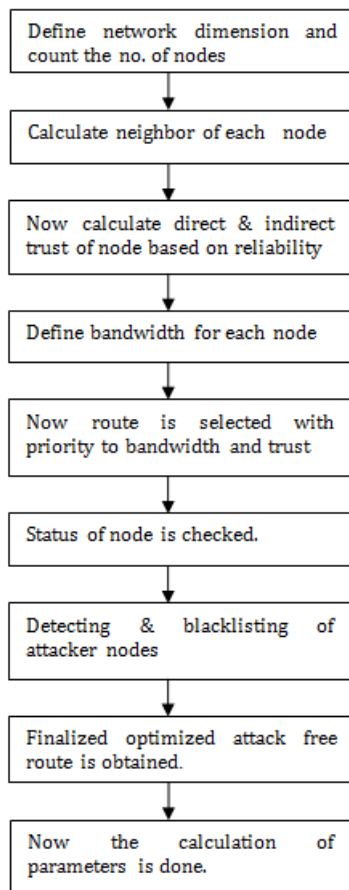 Define network dimension and
count the no. of nodes
Calculate neighbor of each node
Now calculate direct & indirect
trust of node based on reliability
Define bandwidth for each node
Now route is selected with
priority to bandwidth and trust
Status of node is checked.
Detecting & blacklisting of
attacker nodes
Finalized optimized attack free
route is obtained.
Now the calculation of
parameters is done.